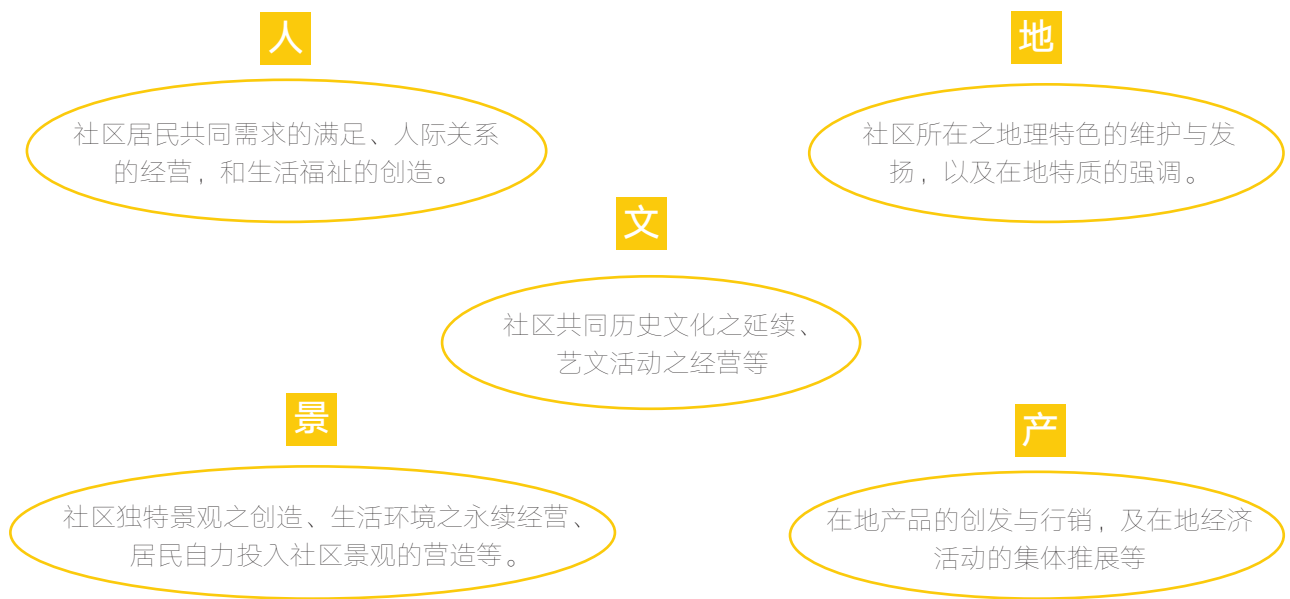 人
社区居民共同需求的满足、人际关系
的经营，和生活福祉的创造。
地
社区所在之地理特色的维护与发
扬，以及在地特质的强调。
文
社区共同历史文化之延续、
艺文活动之经营等
景
社区独特景观之创造、生活环境之永续经营、
居民自力投入社区景观的营造等。
产
在地产品的创发与行销，及在地经济
活动的集体推展等